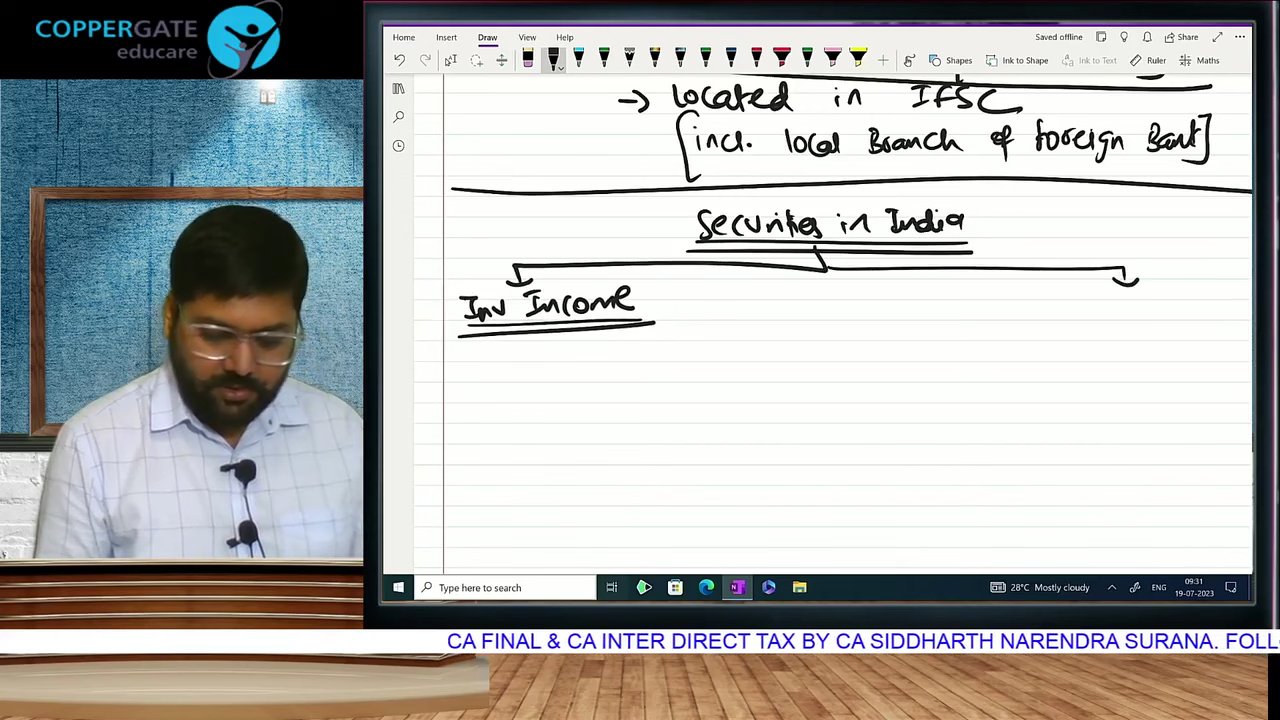 COPPERGATE
educare
Home Insert Draw View Help
Saved offline
Share
Shapes
Ink to Shape
Ink to Text
Ruler
Maths
→ located in IFSC
[incl. local Branch of foreign Bank]
Securities in India
Inv Income
Type here to search
28°C Mostly cloudy
ENG
09:31
19-07-2023
CA FINAL & CA INTER DIRECT TAX BY CA SIDDHARTH NARENDRA SURANA. FOLL